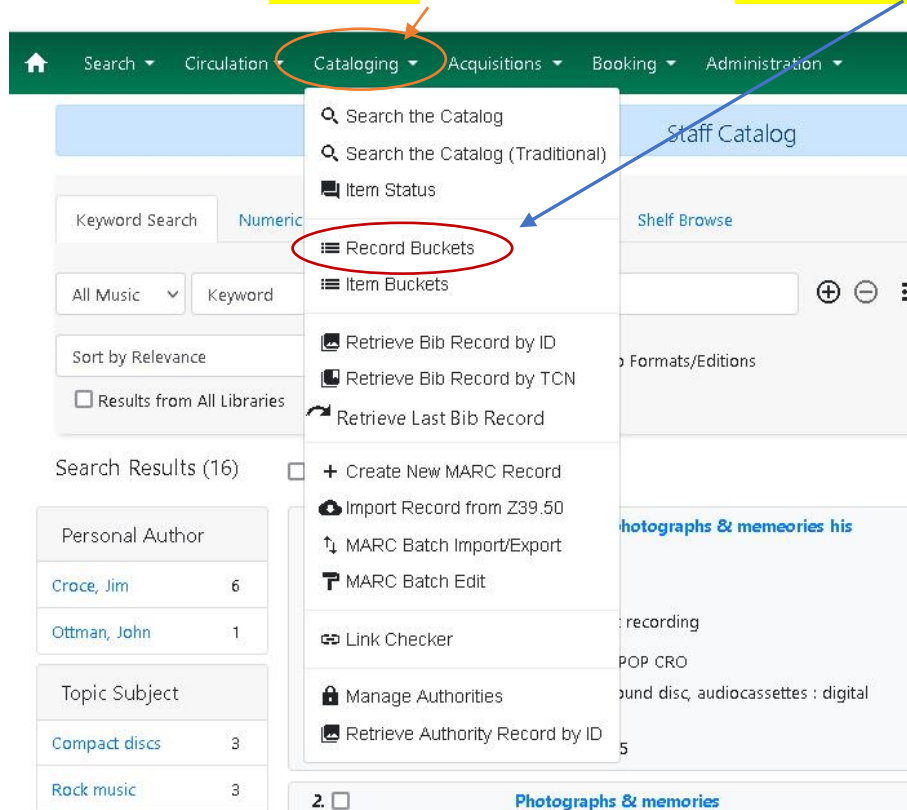 Search Circulation Cataloging Acquisitions Booking Administration
Staff Catalog
Search the Catalog
Search the Catalog (Traditional)
Item Status
Record Buckets
Item Buckets
Retrieve Bib Record by ID
Retrieve Bib Record by TCN
Retrieve Last Bib Record
Create New MARC Record
Import Record from Z39.50
MARC Batch Import/Export
MARC Batch Edit
Link Checker
Manage Authorities
Retrieve Authority Record by ID
Keyword Search Numeric Shelf Browse
All Music Keyword
Sort by Relevance Formats/Editions
Results from All Libraries
Search Results (16)
Personal Author
Croce, Jim 6
Ottman, John 1
Topic Subject
Compact discs 3
Rock music 3
hotographs & memeories his
recording
POP CRO
und disc, audiocassettes : digital
5
2. Photographs & memories